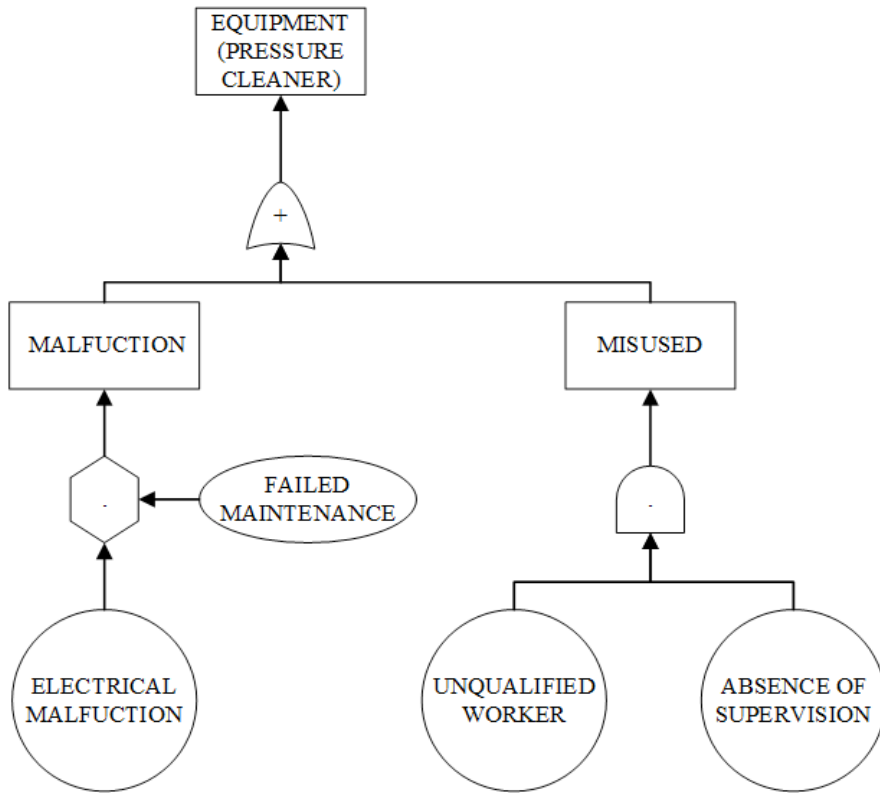 EQUIPMENT
(PRESSURE
CLEANER)
+
MALFUCTION
MISUSED
.
FAILED
MAINTENANCE
.
ELECTRICAL
MALFUCTION
UNQUALIFIED
WORKER
ABSENCE OF
SUPERVISION